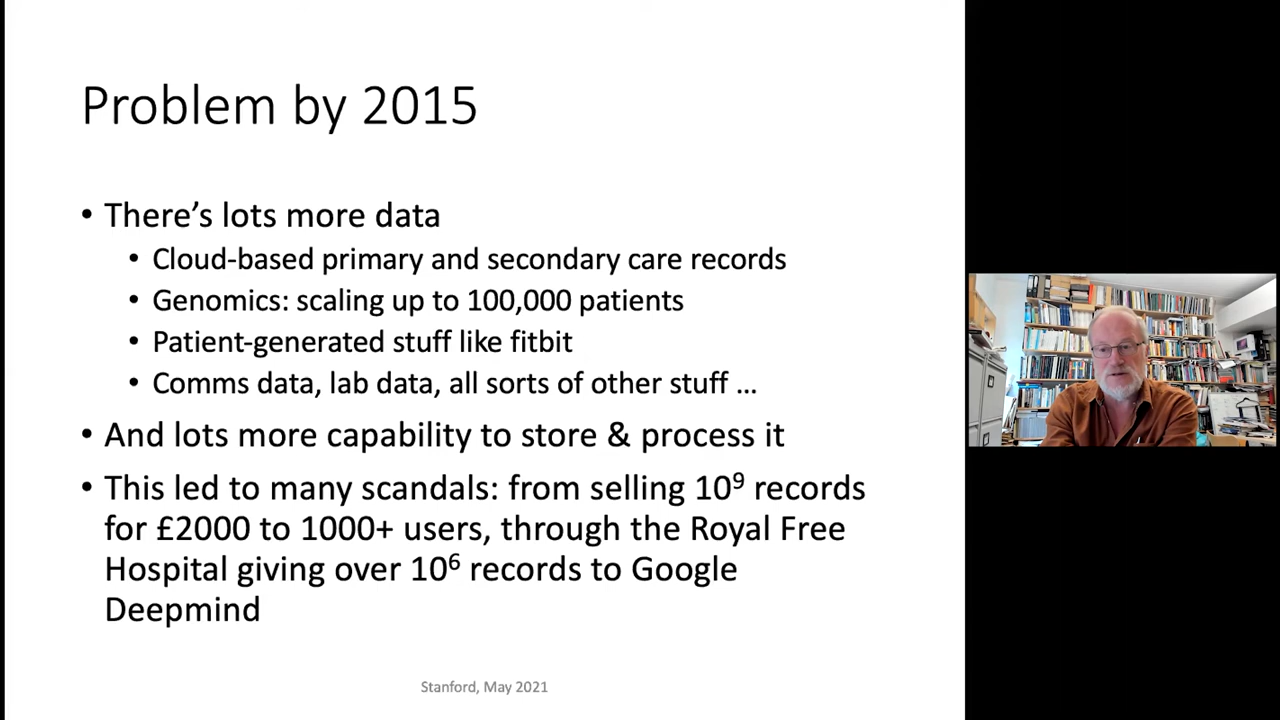 Problem by 2015
• There’s lots more data
• Cloud-based primary and secondary care records
• Genomics: scaling up to 100,000 patients
• Patient-generated stuff like fitbit
• Comms data, lab data, all sorts of other stuff …
• And lots more capability to store & process it
• This led to many scandals: from selling 10⁹ records
for £2000 to 1000+ users, through the Royal Free
Hospital giving over 10⁶ records to Google
Deepmind
Stanford, May 2021